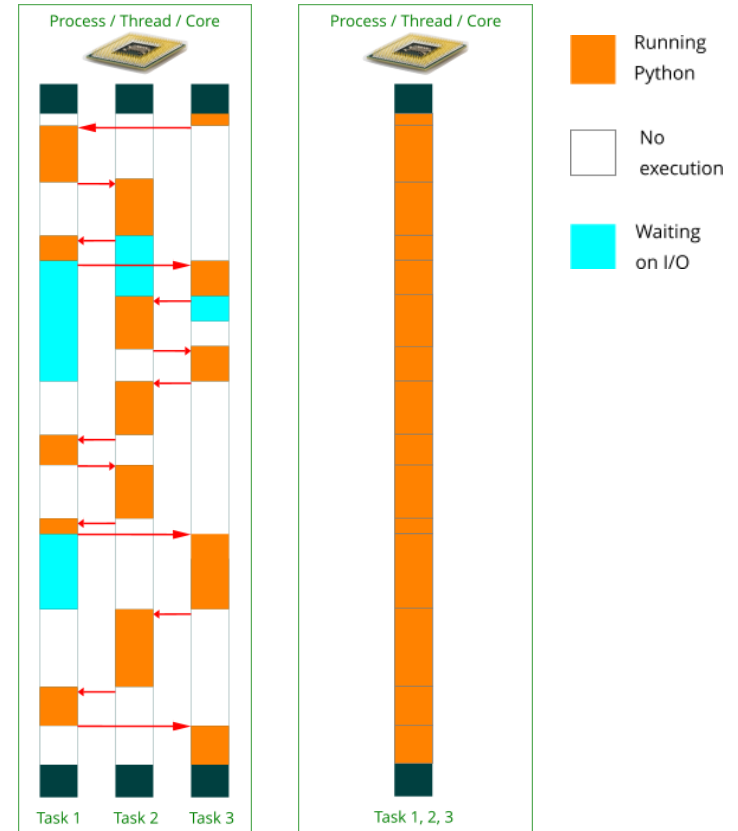 Process / Thread / Core
Process / Thread / Core
Running
Python
No
execution
Waiting
on I/O
Task 1
Task 2
Task 3
Task 1, 2, 3